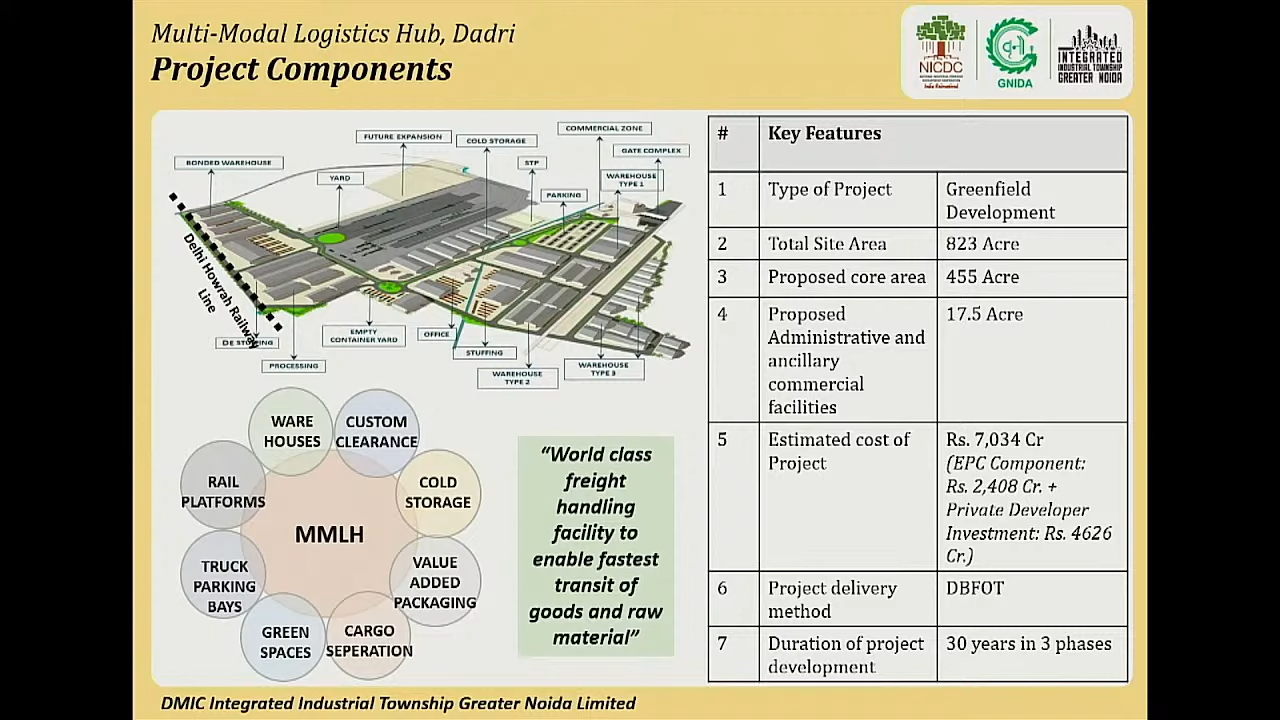 Multi-Modal Logistics Hub, Dadri
Project Components
NICDC
India Reimagined
GNIDA
INTEGRATED
INDUSTRIAL TOWNSHIP
GREATER NOIDA
COMMERCIAL ZONE
FUTURE EXPANSION
COLD STORAGE
GATE COMPLEX
BONDED WAREHOUSE
STP
YARD
WAREHOUSE
TYPE 1
PARKING
Delhi Howrah Railway
Line
EMPTY
CONTAINER YARD
OFFICE
STUFFING
PROCESSING
WAREHOUSE
TYPE 2
WAREHOUSE
TYPE 3
WARE
HOUSES
CUSTOM
CLEARANCE
RAIL
PLATFORMS
COLD
STORAGE
MMLH
TRUCK
PARKING
BAYS
VALUE
ADDED
PACKAGING
GREEN
SPACES
CARGO
SEPERATION
“World class
freight
handling
facility to
enable fastest
transit of
goods and raw
material”
# Key Features
1 Type of Project Greenfield
Development
2 Total Site Area 823 Acre
3 Proposed core area 455 Acre
4 Proposed 17.5 Acre
Administrative and
ancillary
commercial
facilities
5 Estimated cost of Rs. 7,034 Cr
Project (EPC Component:
Rs. 2,408 Cr. +
Private Developer
Investment: Rs. 4626
Cr.)
6 Project delivery DBFOT
method
7 Duration of project 30 years in 3 phases
development
DMIC Integrated Industrial Township Greater Noida Limited